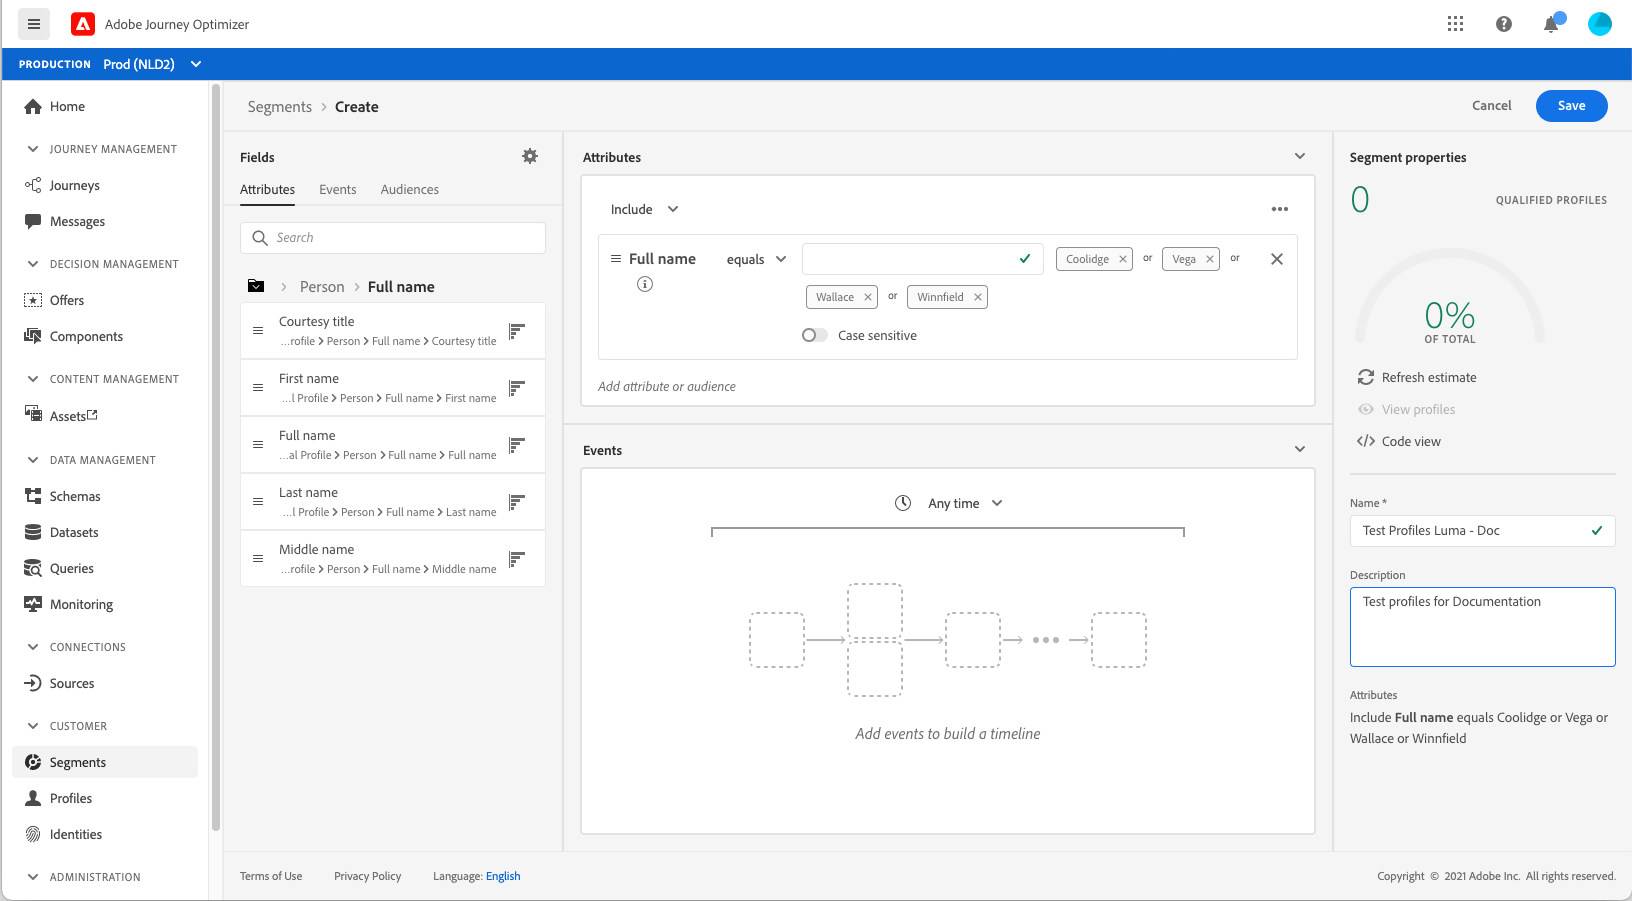 Adobe Journey Optimizer
PRODUCTION Prod (NLD2)
Home
JOURNEY MANAGEMENT
Journeys
Messages
DECISION MANAGEMENT
Offers
Components
CONTENT MANAGEMENT
Assets
DATA MANAGEMENT
Schemas
Datasets
Queries
Monitoring
CONNECTIONS
Sources
CUSTOMER
Segments
Profiles
Identities
ADMINISTRATION
Segments > Create
Cancel
Save
Fields
Attributes Events Audiences
Search
> Person > Full name
Courtesy title
...rofile > Person > Full name > Courtesy title
First name
...l Profile > Person > Full name > First name
Full name
...al Profile > Person > Full name > Full name
Last name
...l Profile > Person > Full name > Last name
Middle name
...rofile > Person > Full name > Middle name
Attributes
Include
Full name equals Coolidge × or Vega × or
Wallace × or Winnfield ×
Case sensitive
Add attribute or audience
Events
Any time
Add events to build a timeline
Segment properties
0 QUALIFIED PROFILES
0%
OF TOTAL
Refresh estimate
View profiles
</> Code view
Name *
Test Profiles Luma - Doc
Description
Test profiles for Documentation
Attributes
Include Full name equals Coolidge or Vega or
Wallace or Winnfield
Terms of Use Privacy Policy Language: English
Copyright © 2021 Adobe Inc. All rights reserved.